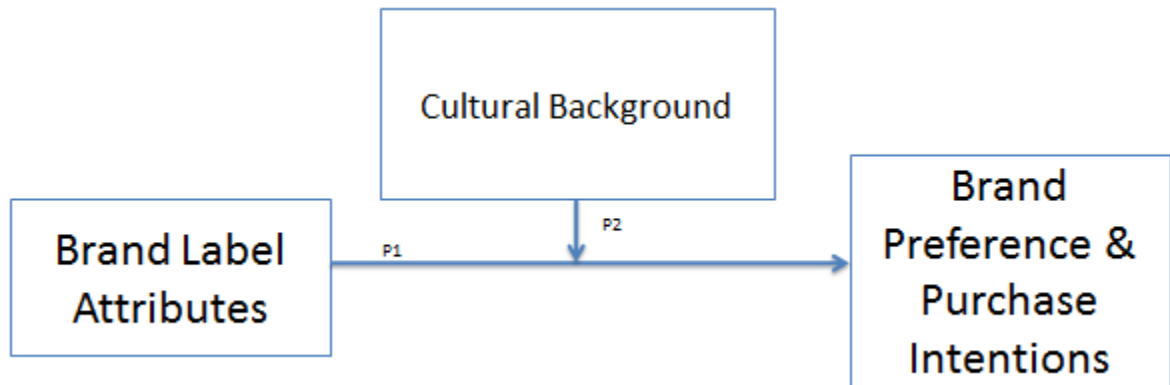 Cultural Background
Brand Label
Attributes
P1
P2
Brand
Preference &
Purchase
Intentions